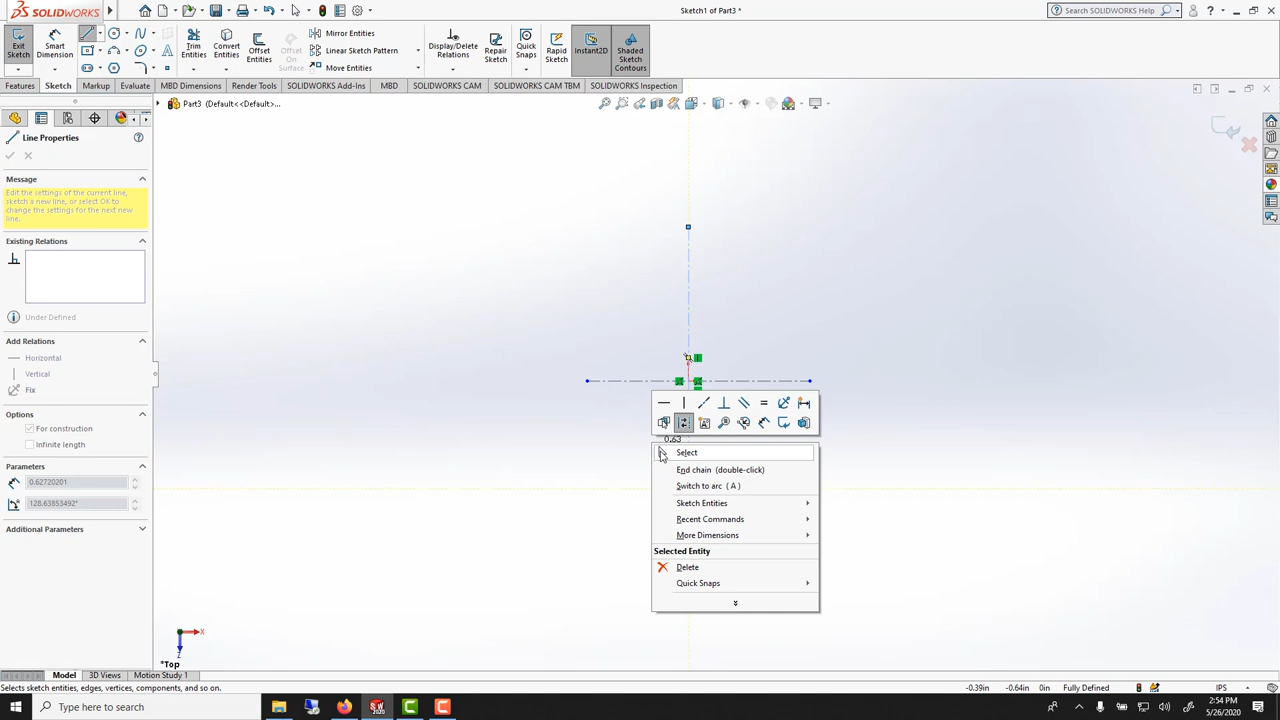 SOLIDWORKS
Sketch1 of Part3 *
Search SOLIDWORKS Help
Exit Sketch
Smart Dimension
Trim Entities
Convert Entities
Offset Entities
Offset On Surface
Mirror Entities
Linear Sketch Pattern
Move Entities
Display/Delete Relations
Repair Sketch
Quick Snaps
Rapid Sketch
Instant2D
Shaded Sketch Contours
Features Sketch Markup Evaluate MBD Dimensions Render Tools SOLIDWORKS Add-Ins MBD SOLIDWORKS CAM SOLIDWORKS CAM TBM SOLIDWORKS Inspection
Part3 (Default<<Default>...
Line Properties
Message
Edit the settings of the current line,
sketch a new line, or select OK to
change the settings for the next new
line.
Existing Relations
Under Defined
Add Relations
Horizontal
Vertical
Fix
Options
For construction
Infinite length
Parameters
0.62720201
128.63853492°
Additional Parameters
0.63
Select
End chain (double-click)
Switch to arc ( A )
Sketch Entities
Recent Commands
More Dimensions
Selected Entity
Delete
Quick Snaps
X
Z
*Top
Model 3D Views Motion Study 1
Selects sketch entities, edges, vertices, components, and so on.
-0.39in -0.64in 0in Fully Defined IPS
Type here to search
2:54 PM
5/26/2020